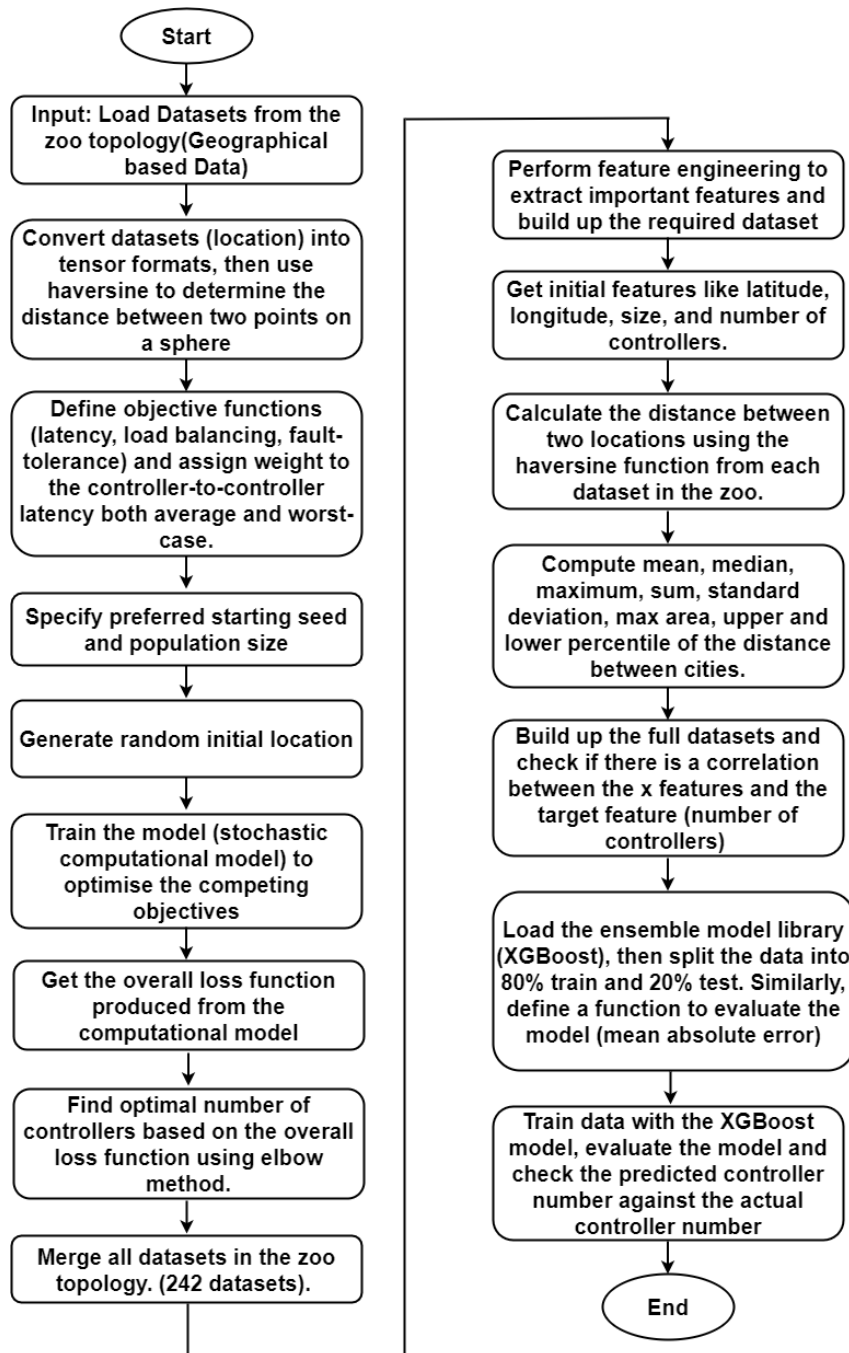 Start
Input: Load Datasets from the
zoo topology(Geographical
based Data)
Convert datasets (location) into
tensor formats, then use
haversine to determine the
distance between two points on
a sphere
Define objective functions
(latency, load balancing, fault-
tolerance) and assign weight to
the controller-to-controller
latency both average and worst-
case.
Specify preferred starting seed
and population size
Generate random initial location
Train the model (stochastic
computational model) to
optimise the competing
objectives
Get the overall loss function
produced from the
computational model
Find optimal number of
controllers based on the overall
loss function using elbow
method.
Merge all datasets in the zoo
topology. (242 datasets).
Perform feature engineering to
extract important features and
build up the required dataset
Get initial features like latitude,
longitude, size, and number of
controllers.
Calculate the distance between
two locations using the
haversine function from each
dataset in the zoo.
Compute mean, median,
maximum, sum, standard
deviation, max area, upper and
lower percentile of the distance
between cities.
Build up the full datasets and
check if there is a correlation
between the x features and the
target feature (number of
controllers)
Load the ensemble model library
(XGBoost), then split the data into
80% train and 20% test. Similarly,
define a function to evaluate the
model (mean absolute error)
Train data with the XGBoost
model, evaluate the model and
check the predicted controller
number against the actual
controller number
End